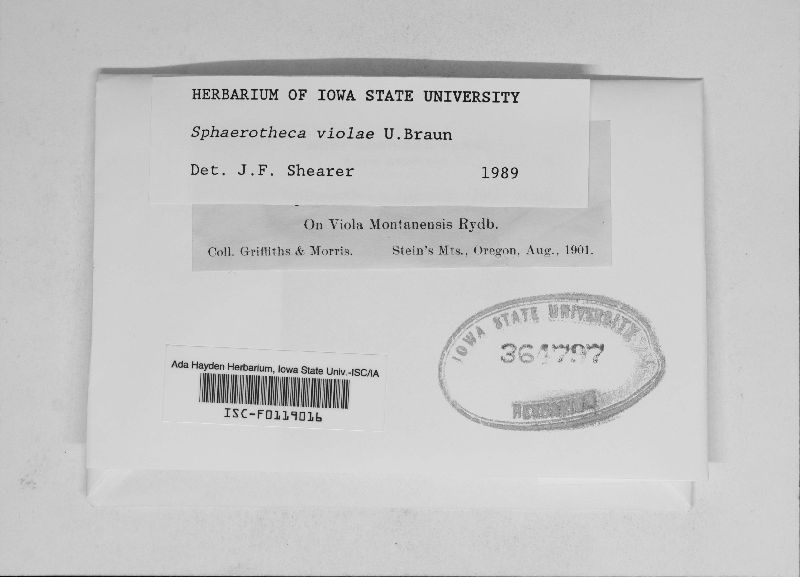 HERBARIUM OF IOWA STATE UNIVERSITY
Sphaerotheca violae U.Braun
Det. J.F. Shearer 1989
On Viola Montanensis Rydb.
Coll. Griffiths & Morris. Stein's Mts., Oregon, Aug., 1901.
IOWA STATE UNIVERSITY
364797
HERBARIUM
Ada Hayden Herbarium, Iowa State Univ.-ISC/IA
ISC-F0119016